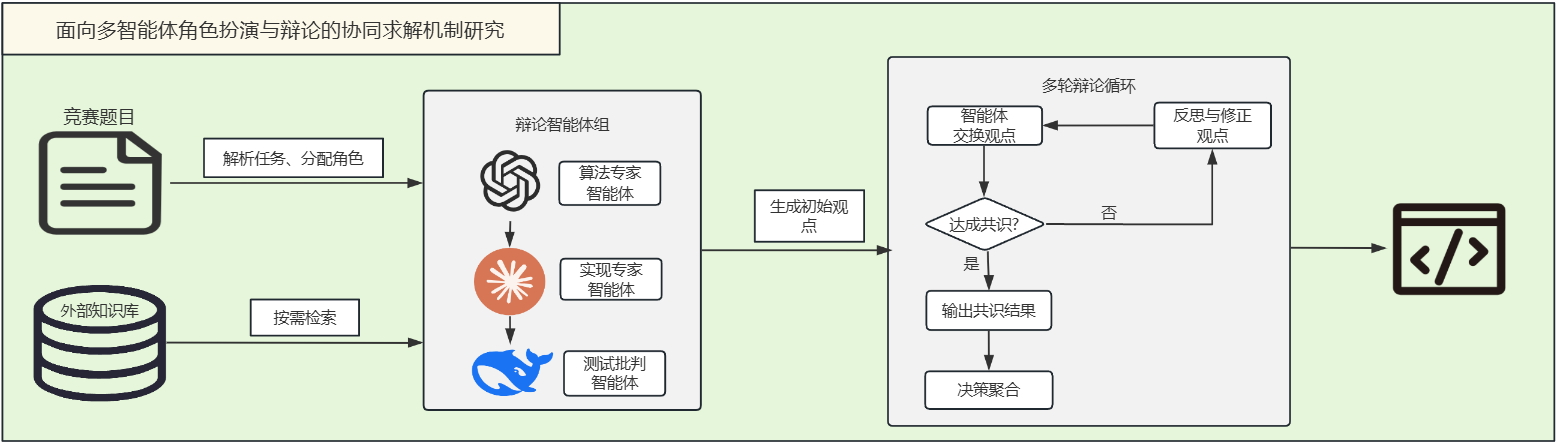 面向多智能体角色扮演与辩论的协同求解机制研究
竞赛题目
解析任务、分配角色
外部知识库
按需检索
辩论智能体组
算法专家
智能体
实现专家
智能体
测试批判
智能体
生成初始观
点
多轮辩论循环
智能体
交换观点
反思与修正
观点
达成共识?
否
是
输出共识结果
决策聚合